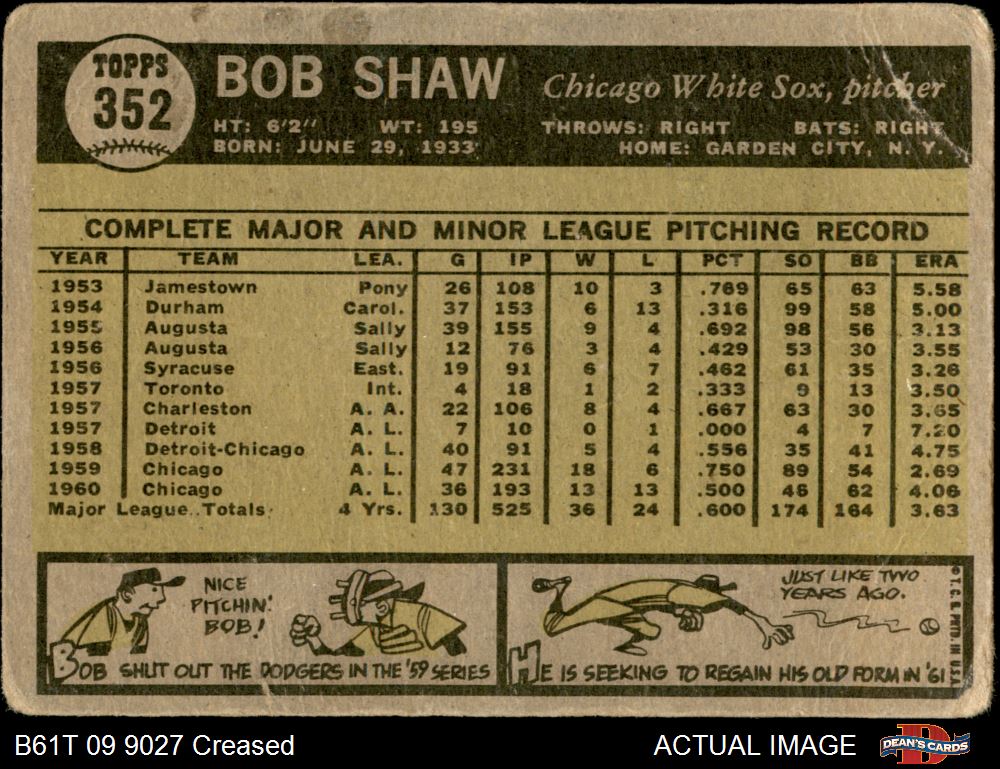 TOPPS
352
BOB SHAW Chicago White Sox, pitcher
HT: 6'2" WT: 195 THROWS: RIGHT BATS: RIGHT
BORN: JUNE 29, 1933 HOME: GARDEN CITY, N. Y.
COMPLETE MAJOR AND MINOR LEAGUE PITCHING RECORD
YEAR TEAM LEA. G IP W L PCT SO BB ERA
1953 Jamestown Pony 26 108 10 3 .769 65 63 5.58
1954 Durham Carol. 37 153 6 13 .316 99 58 5.00
1955 Augusta Sally 39 155 9 4 .692 98 56 3.13
1956 Augusta Sally 12 76 3 4 .429 53 30 3.55
1956 Syracuse East. 19 91 6 7 .462 61 35 3.26
1957 Toronto Int. 4 18 1 2 .333 9 13 3.50
1957 Charleston A. A. 22 106 8 4 .667 63 30 3.65
1957 Detroit A. L. 7 10 0 1 .000 4 7 7.20
1958 Detroit-Chicago A. L. 40 91 5 4 .556 35 41 4.75
1959 Chicago A. L. 47 231 18 6 .750 89 54 2.69
1960 Chicago A. L. 36 193 13 13 .500 46 62 4.06
Major League Totals 4 Yrs. 130 525 36 24 .600 174 164 3.63
NICE
PITCHIN'
BOB!
BOB SHUT OUT THE DODGERS IN THE '59 SERIES
JUST LIKE TWO
YEARS AGO.
HE IS SEEKING TO REGAIN HIS OLD FORM IN '61
© T. C. G. PRTD. IN U.S.A.
B61T 09 9027 Creased ACTUAL IMAGE DEAN'S CARDS